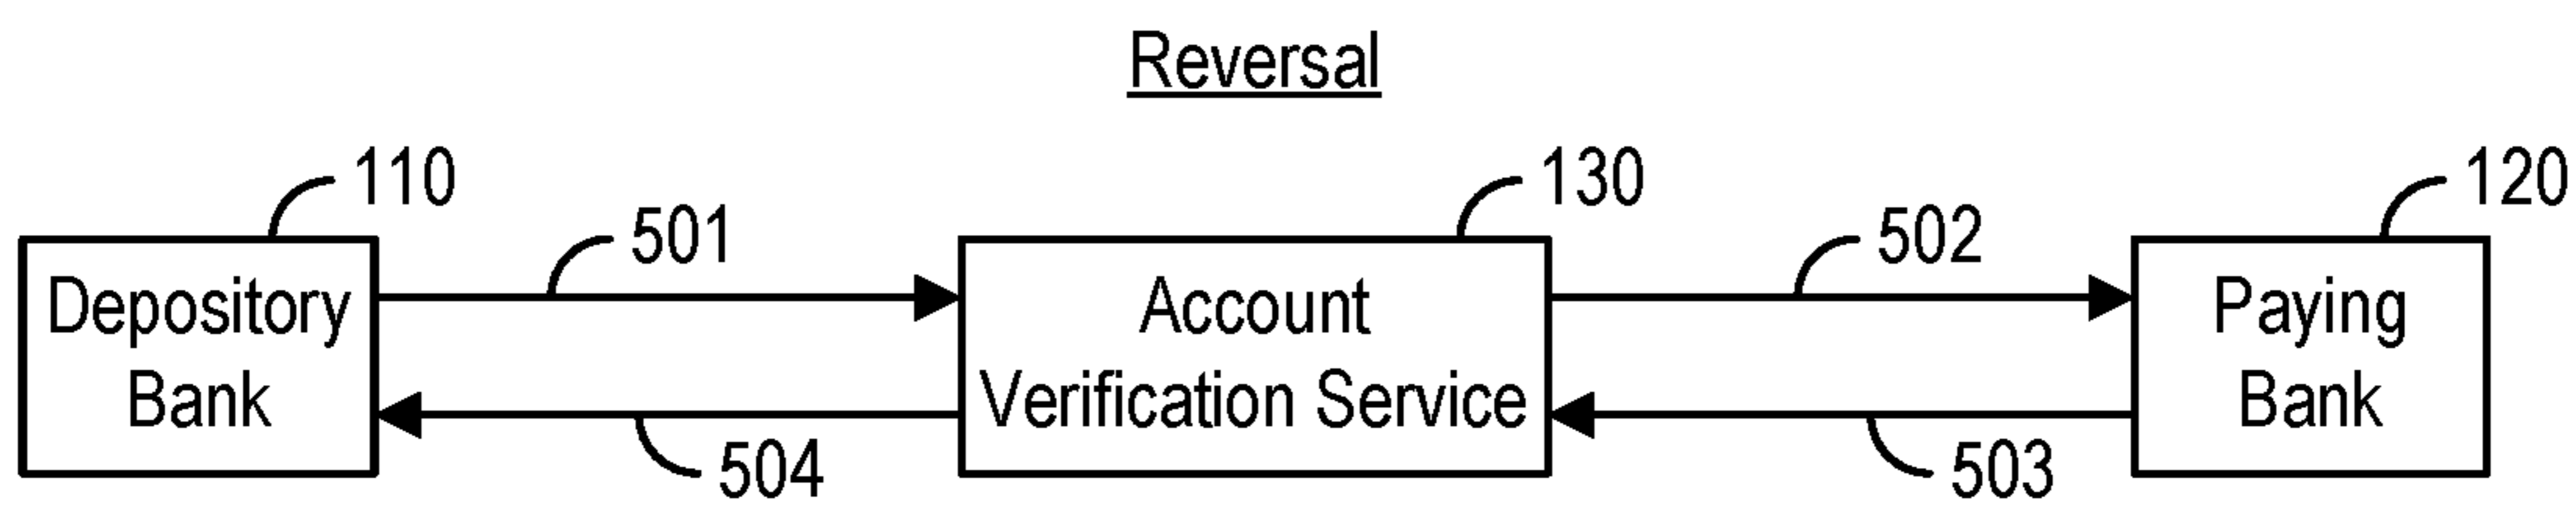 Reversal
110
130
120
501
502
Depository
Bank
Account
Verification Service
Paying
Bank
504
503